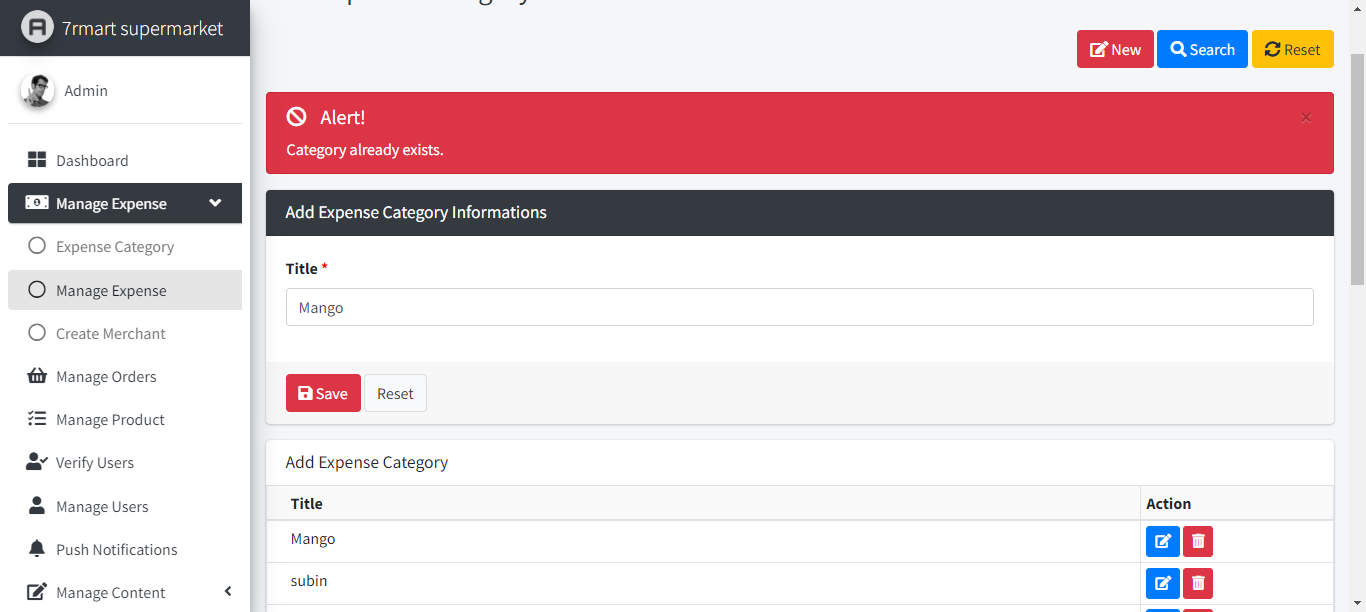 7rmart supermarket
Admin
Dashboard
Manage Expense
Expense Category
Manage Expense
Create Merchant
Manage Orders
Manage Product
Verify Users
Manage Users
Push Notifications
Manage Content
New Search Reset
Alert!
×
Category already exists.
Add Expense Category Informations
Title *
Mango
Save Reset
Add Expense Category
Title Action
Mango
subin